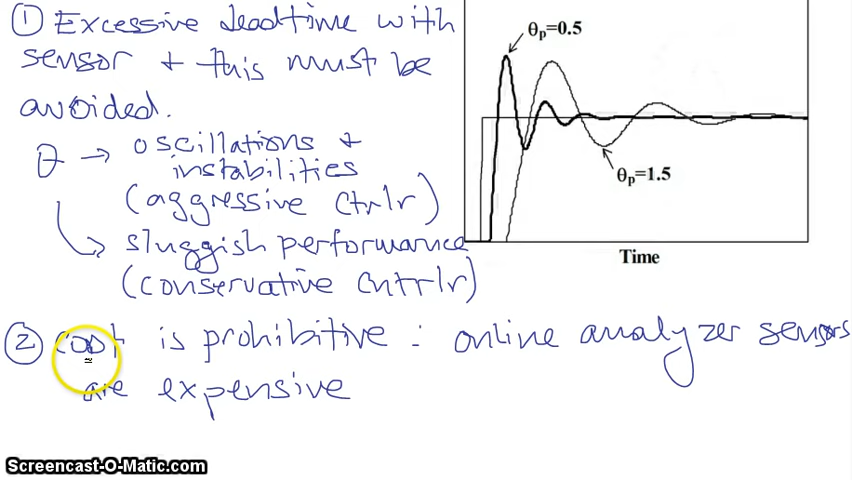 ① Excessive deadtime with
sensor + this must be
avoided.
θ → oscillations +
instabilities
(aggressive Ctrlr)
sluggish performance
(conservative Cntrlr)
② Cost is prohibitive : online analyzer sensors
are expensive
θp=0.5
θp=1.5
Time
Screencast-O-Matic.com